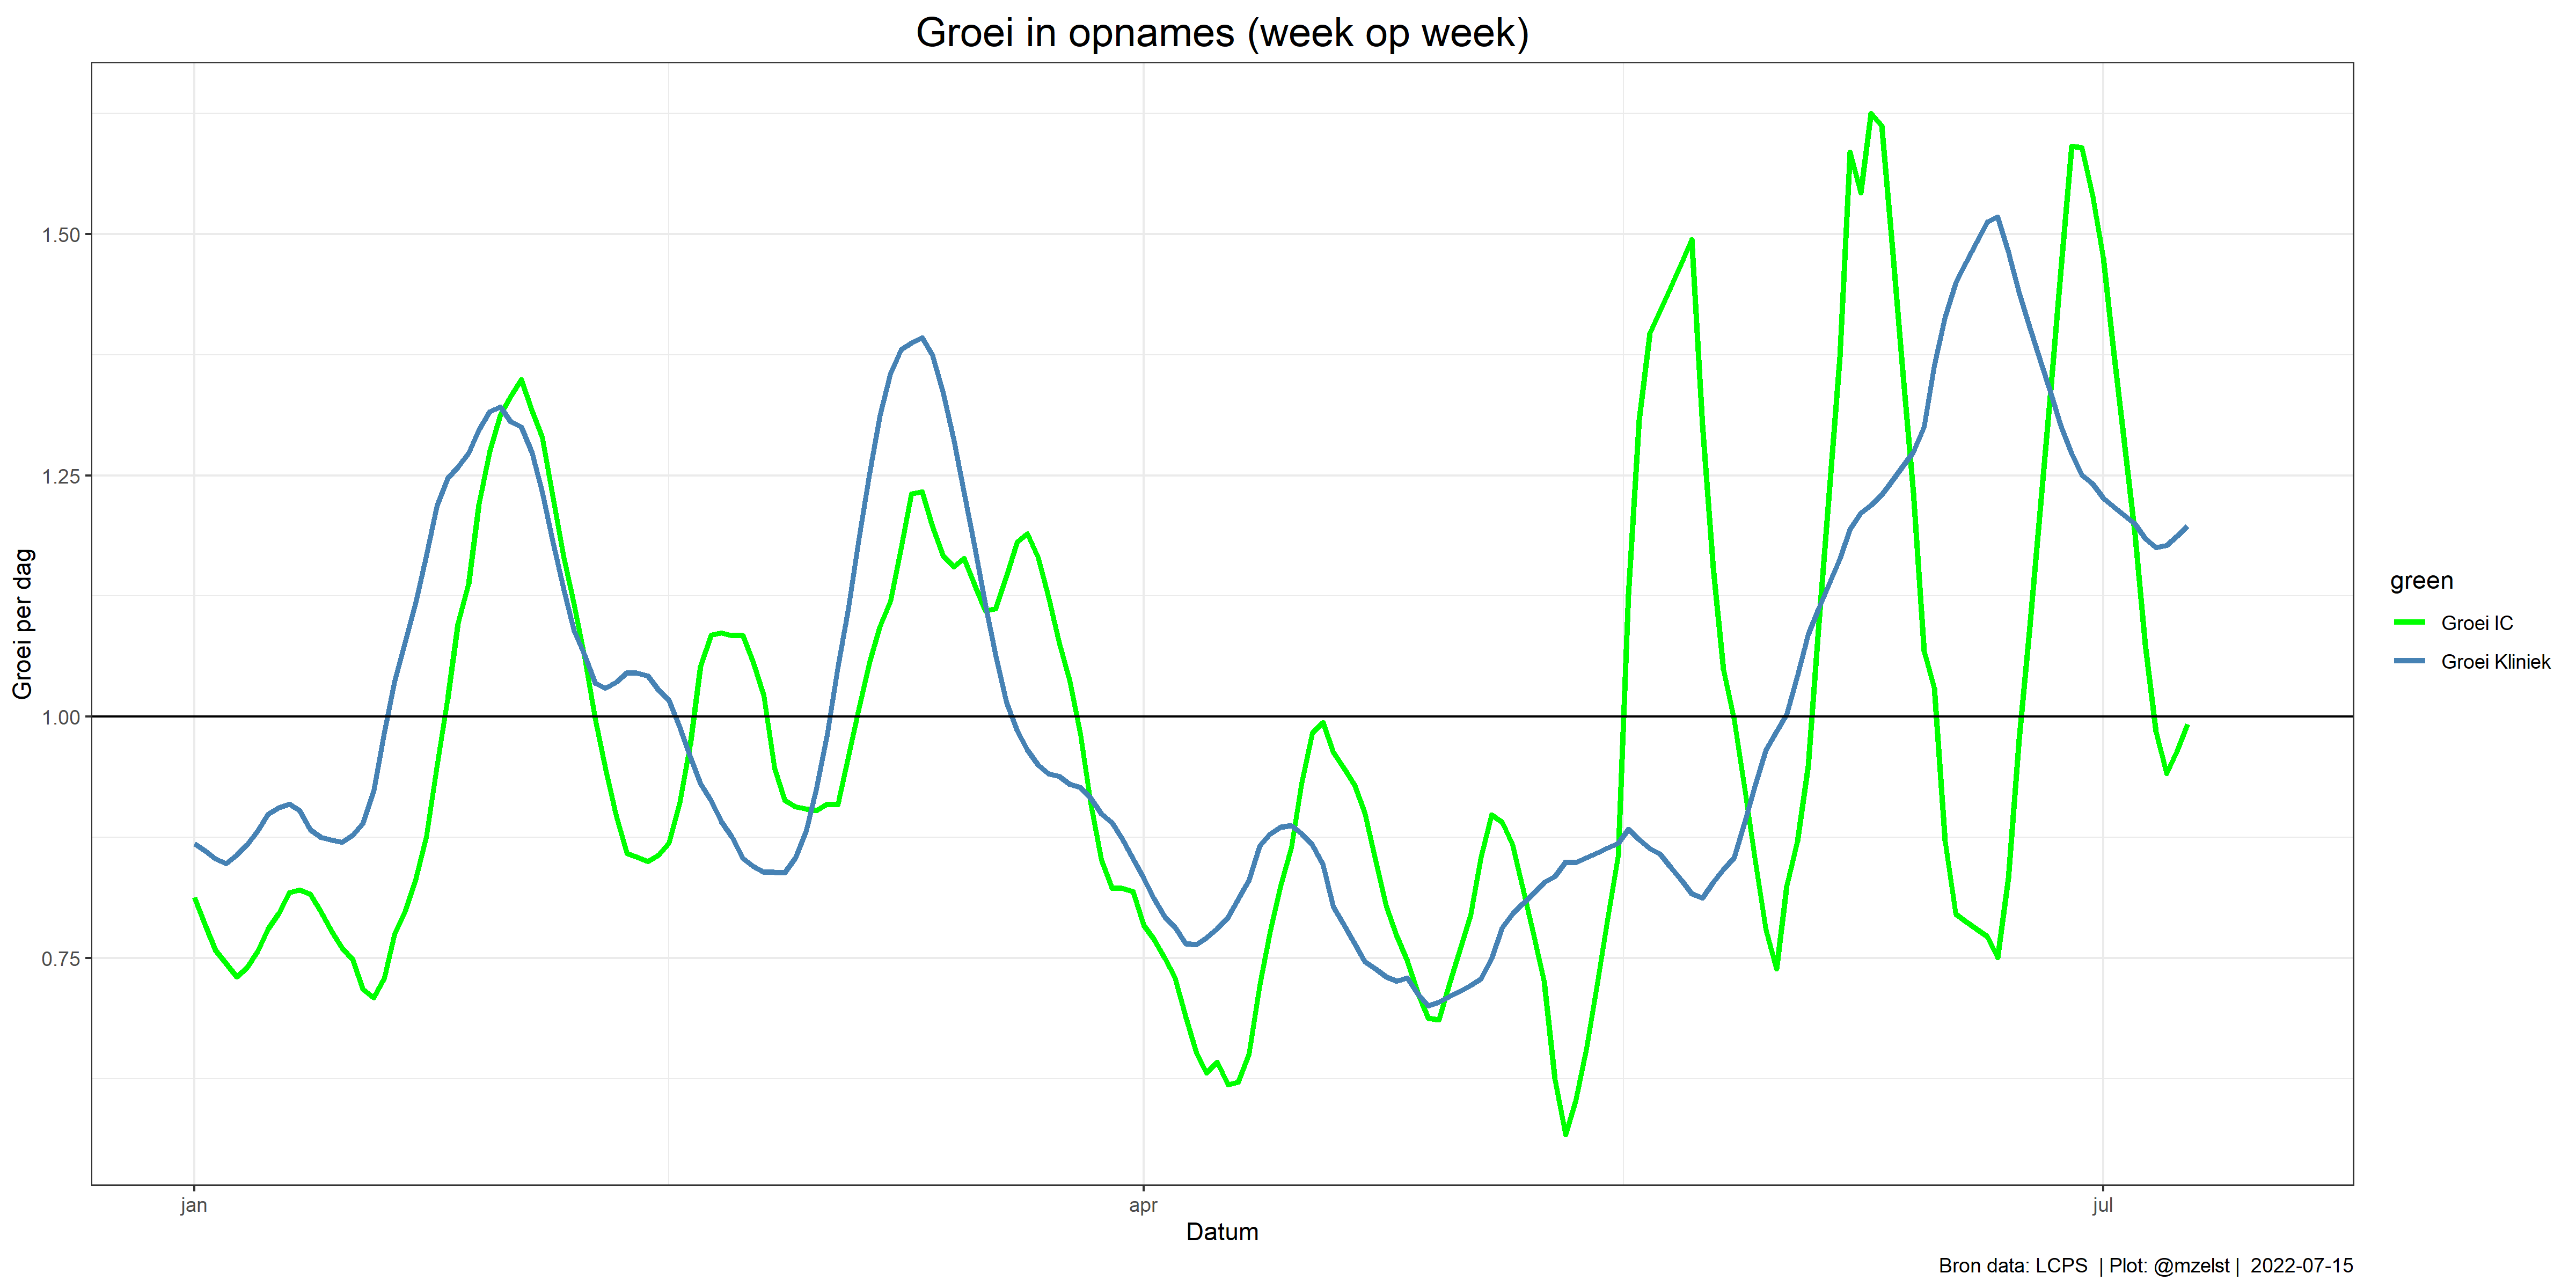 Groei in opnames (week op week)
Groei per dag
1.50
1.25
1.00
0.75
jan
apr
jul
Datum
green
Groei IC
Groei Kliniek
Bron data: LCPS | Plot: @mzelst | 2022-07-15